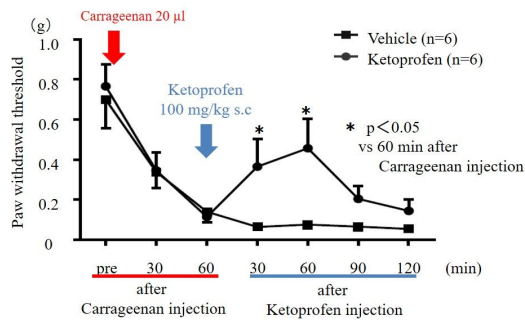 (g)
Carrageenan 20 µl
1.0
0.8
0.6
0.4
0.2
0
Paw withdrawal threshold
Vehicle (n=6)
Ketoprofen (n=6)
Ketoprofen
100 mg/kg s.c
*
*
* p＜0.05
vs 60 min after
Carrageenan injection
pre 30 60 30 60 90 120 (min)
after
Carrageenan injection
after
Ketoprofen injection